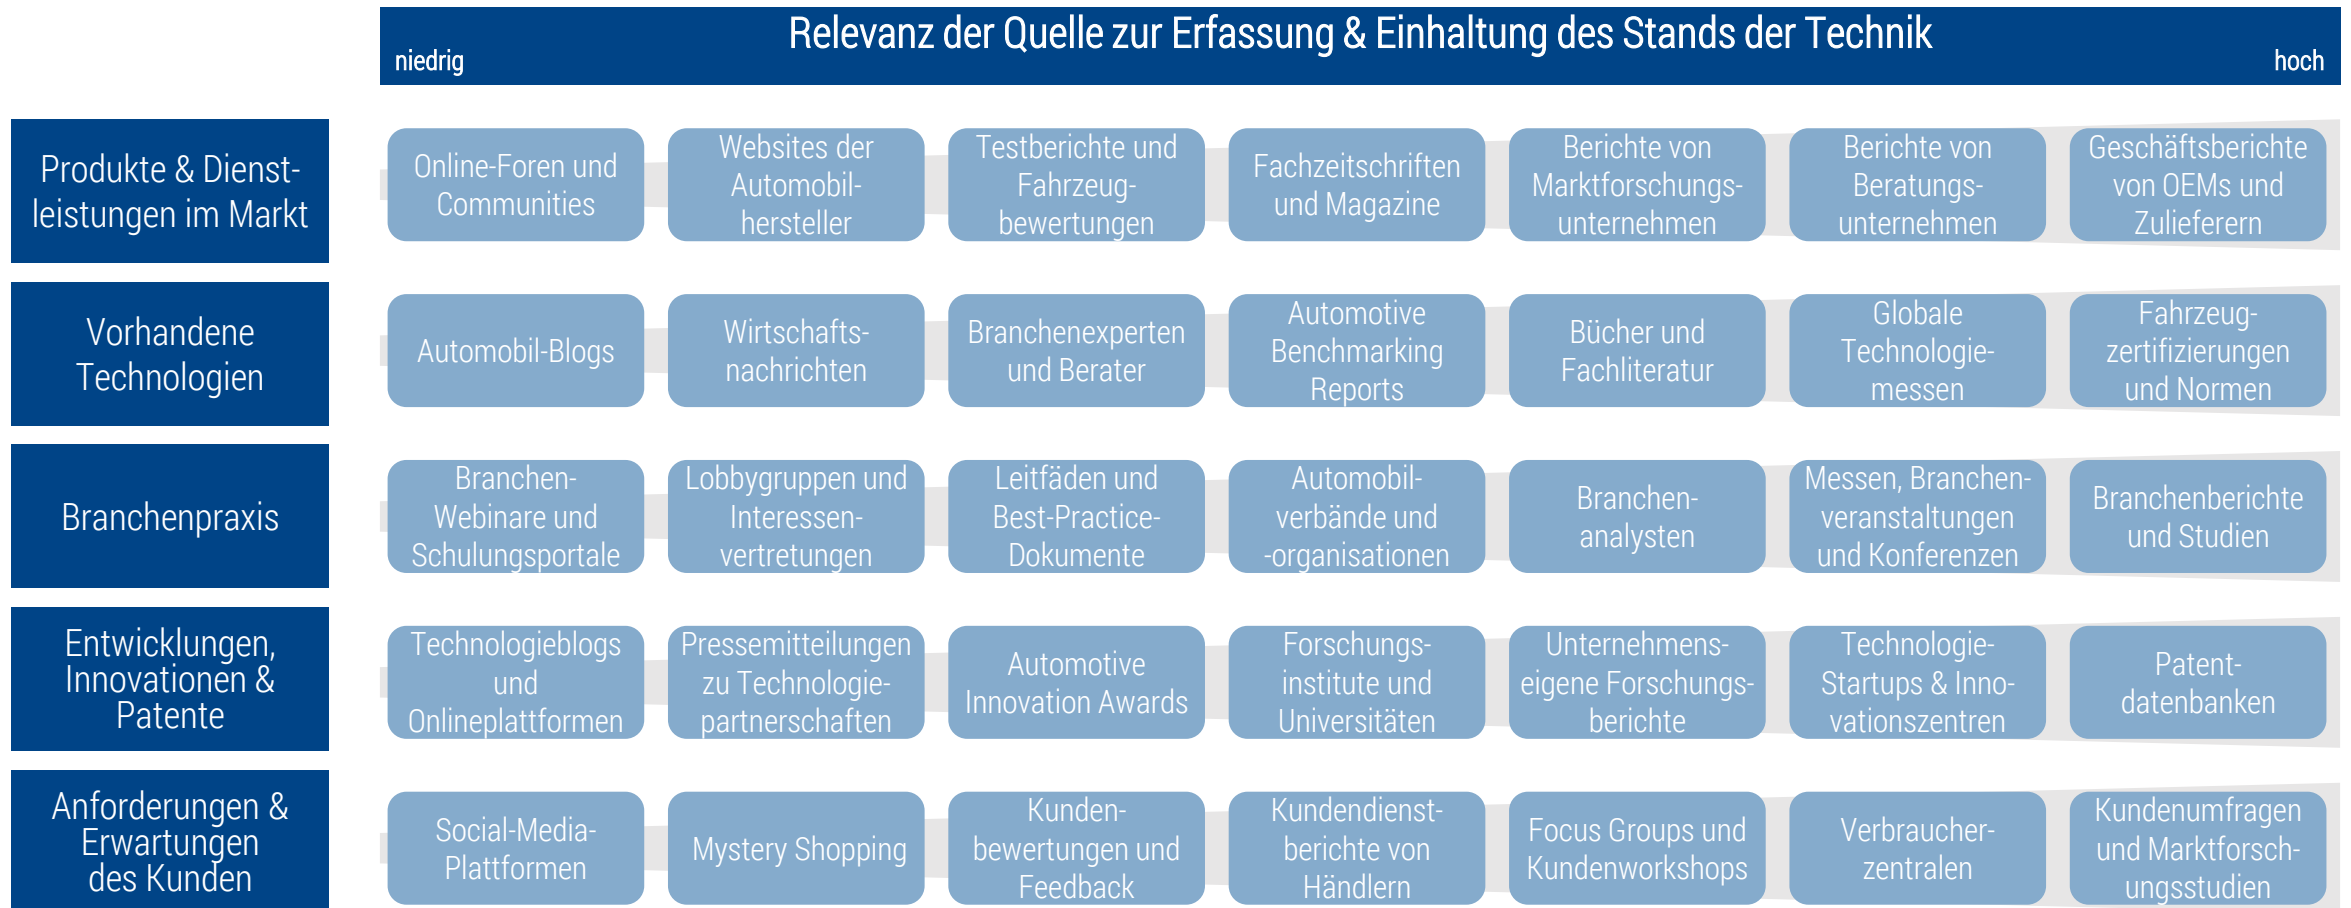 Relevanz der Quelle zur Erfassung & Einhaltung des Stands der Technik
niedrig
hoch
Produkte & Dienst-
leistungen im Markt
Online-Foren und
Communities
Websites der
Automobil-
hersteller
Testberichte und
Fahrzeug-
bewertungen
Fachzeitschriften
und Magazine
Berichte von
Marktforschungs-
unternehmen
Berichte von
Beratungs-
unternehmen
Geschäftsberichte
von OEMs und
Zulieferern
Vorhandene
Technologien
Automobil-Blogs
Wirtschafts-
nachrichten
Branchenexperten
und Berater
Automotive
Benchmarking
Reports
Bücher und
Fachliteratur
Globale
Technologie-
messen
Fahrzeug-
zertifizierungen
und Normen
Branchenpraxis
Branchen-
Webinare und
Schulungsportale
Lobbygruppen und
Interessen-
vertretungen
Leitfäden und
Best-Practice-
Dokumente
Automobil-
verbände und
-organisationen
Branchen-
analysten
Messen, Branchen-
veranstaltungen
und Konferenzen
Branchenberichte
und Studien
Entwicklungen,
Innovationen &
Patente
Technologieblogs
und
Onlineplattformen
Pressemitteilungen
zu Technologie-
partnerschaften
Automotive
Innovation Awards
Forschungs-
institute und
Universitäten
Unternehmens-
eigene Forschungs-
berichte
Technologie-
Startups & Inno-
vationszentren
Patent-
datenbanken
Anforderungen &
Erwartungen
des Kunden
Social-Media-
Plattformen
Mystery Shopping
Kunden-
bewertungen und
Feedback
Kundendienst-
berichte von
Händlern
Focus Groups und
Kundenworkshops
Verbraucher-
zentralen
Kundenumfragen
und Marktforsch-
ungsstudien